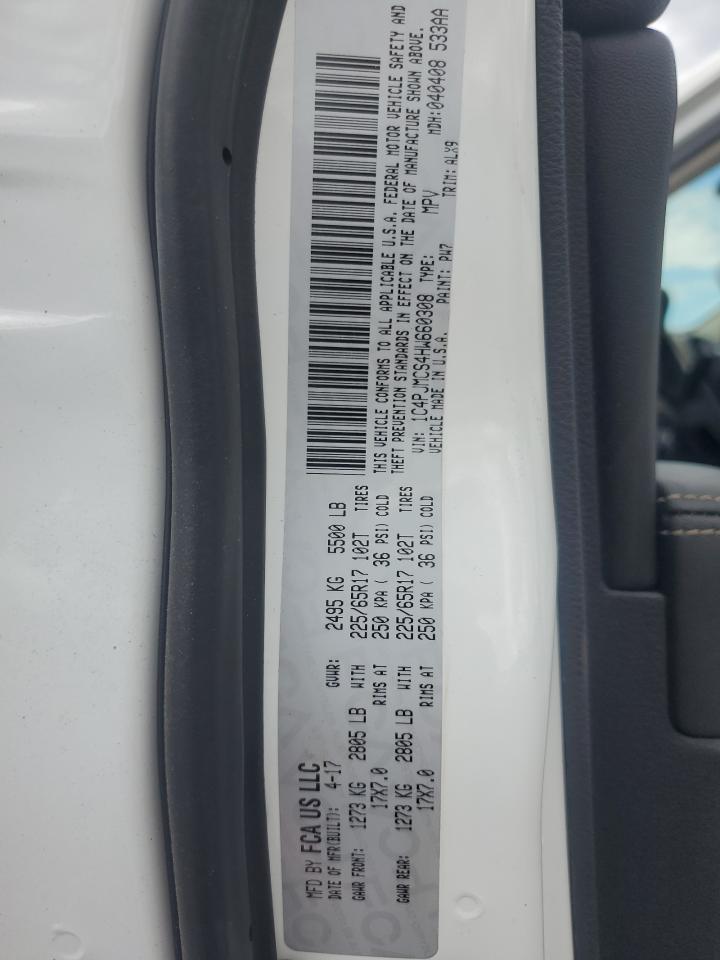 MFD BY FCA US LLC
DATE OF MFR(BUILT): 4-17 GVWR: 2495 KG 5500 LB
GAWR FRONT: 1273 KG 2805 LB WITH 225/65R17 102T TIRES
17X7.0 RIMS AT 250 KPA ( 36 PSI) COLD
GAWR REAR: 1273 KG 2805 LB WITH 225/65R17 102T TIRES
17X7.0 RIMS AT 250 KPA ( 36 PSI) COLD
THIS VEHICLE CONFORMS TO ALL APPLICABLE U.S.A. FEDERAL MOTOR VEHICLE SAFETY AND
THEFT PREVENTION STANDARDS IN EFFECT ON THE DATE OF MANUFACTURE SHOWN ABOVE.
VIN: 1C4PJMCS4HW660308 TYPE: MPV MDH:040408 533AA
VEHICLE MADE IN U.S.A. PAINT: PW7 TRIM: ALX9